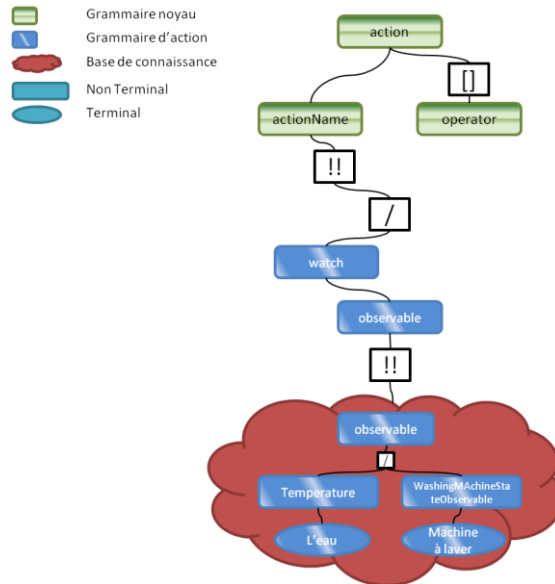 Grammaire noyau
Grammaire d'action
Base de connaissance
Non Terminal
Terminal
action
[]
actionName
operator
!!
/
watch
observable
!!
observable
/
Temperature
WashingMAchineSta
teObservable
L'eau
Machine
à laver